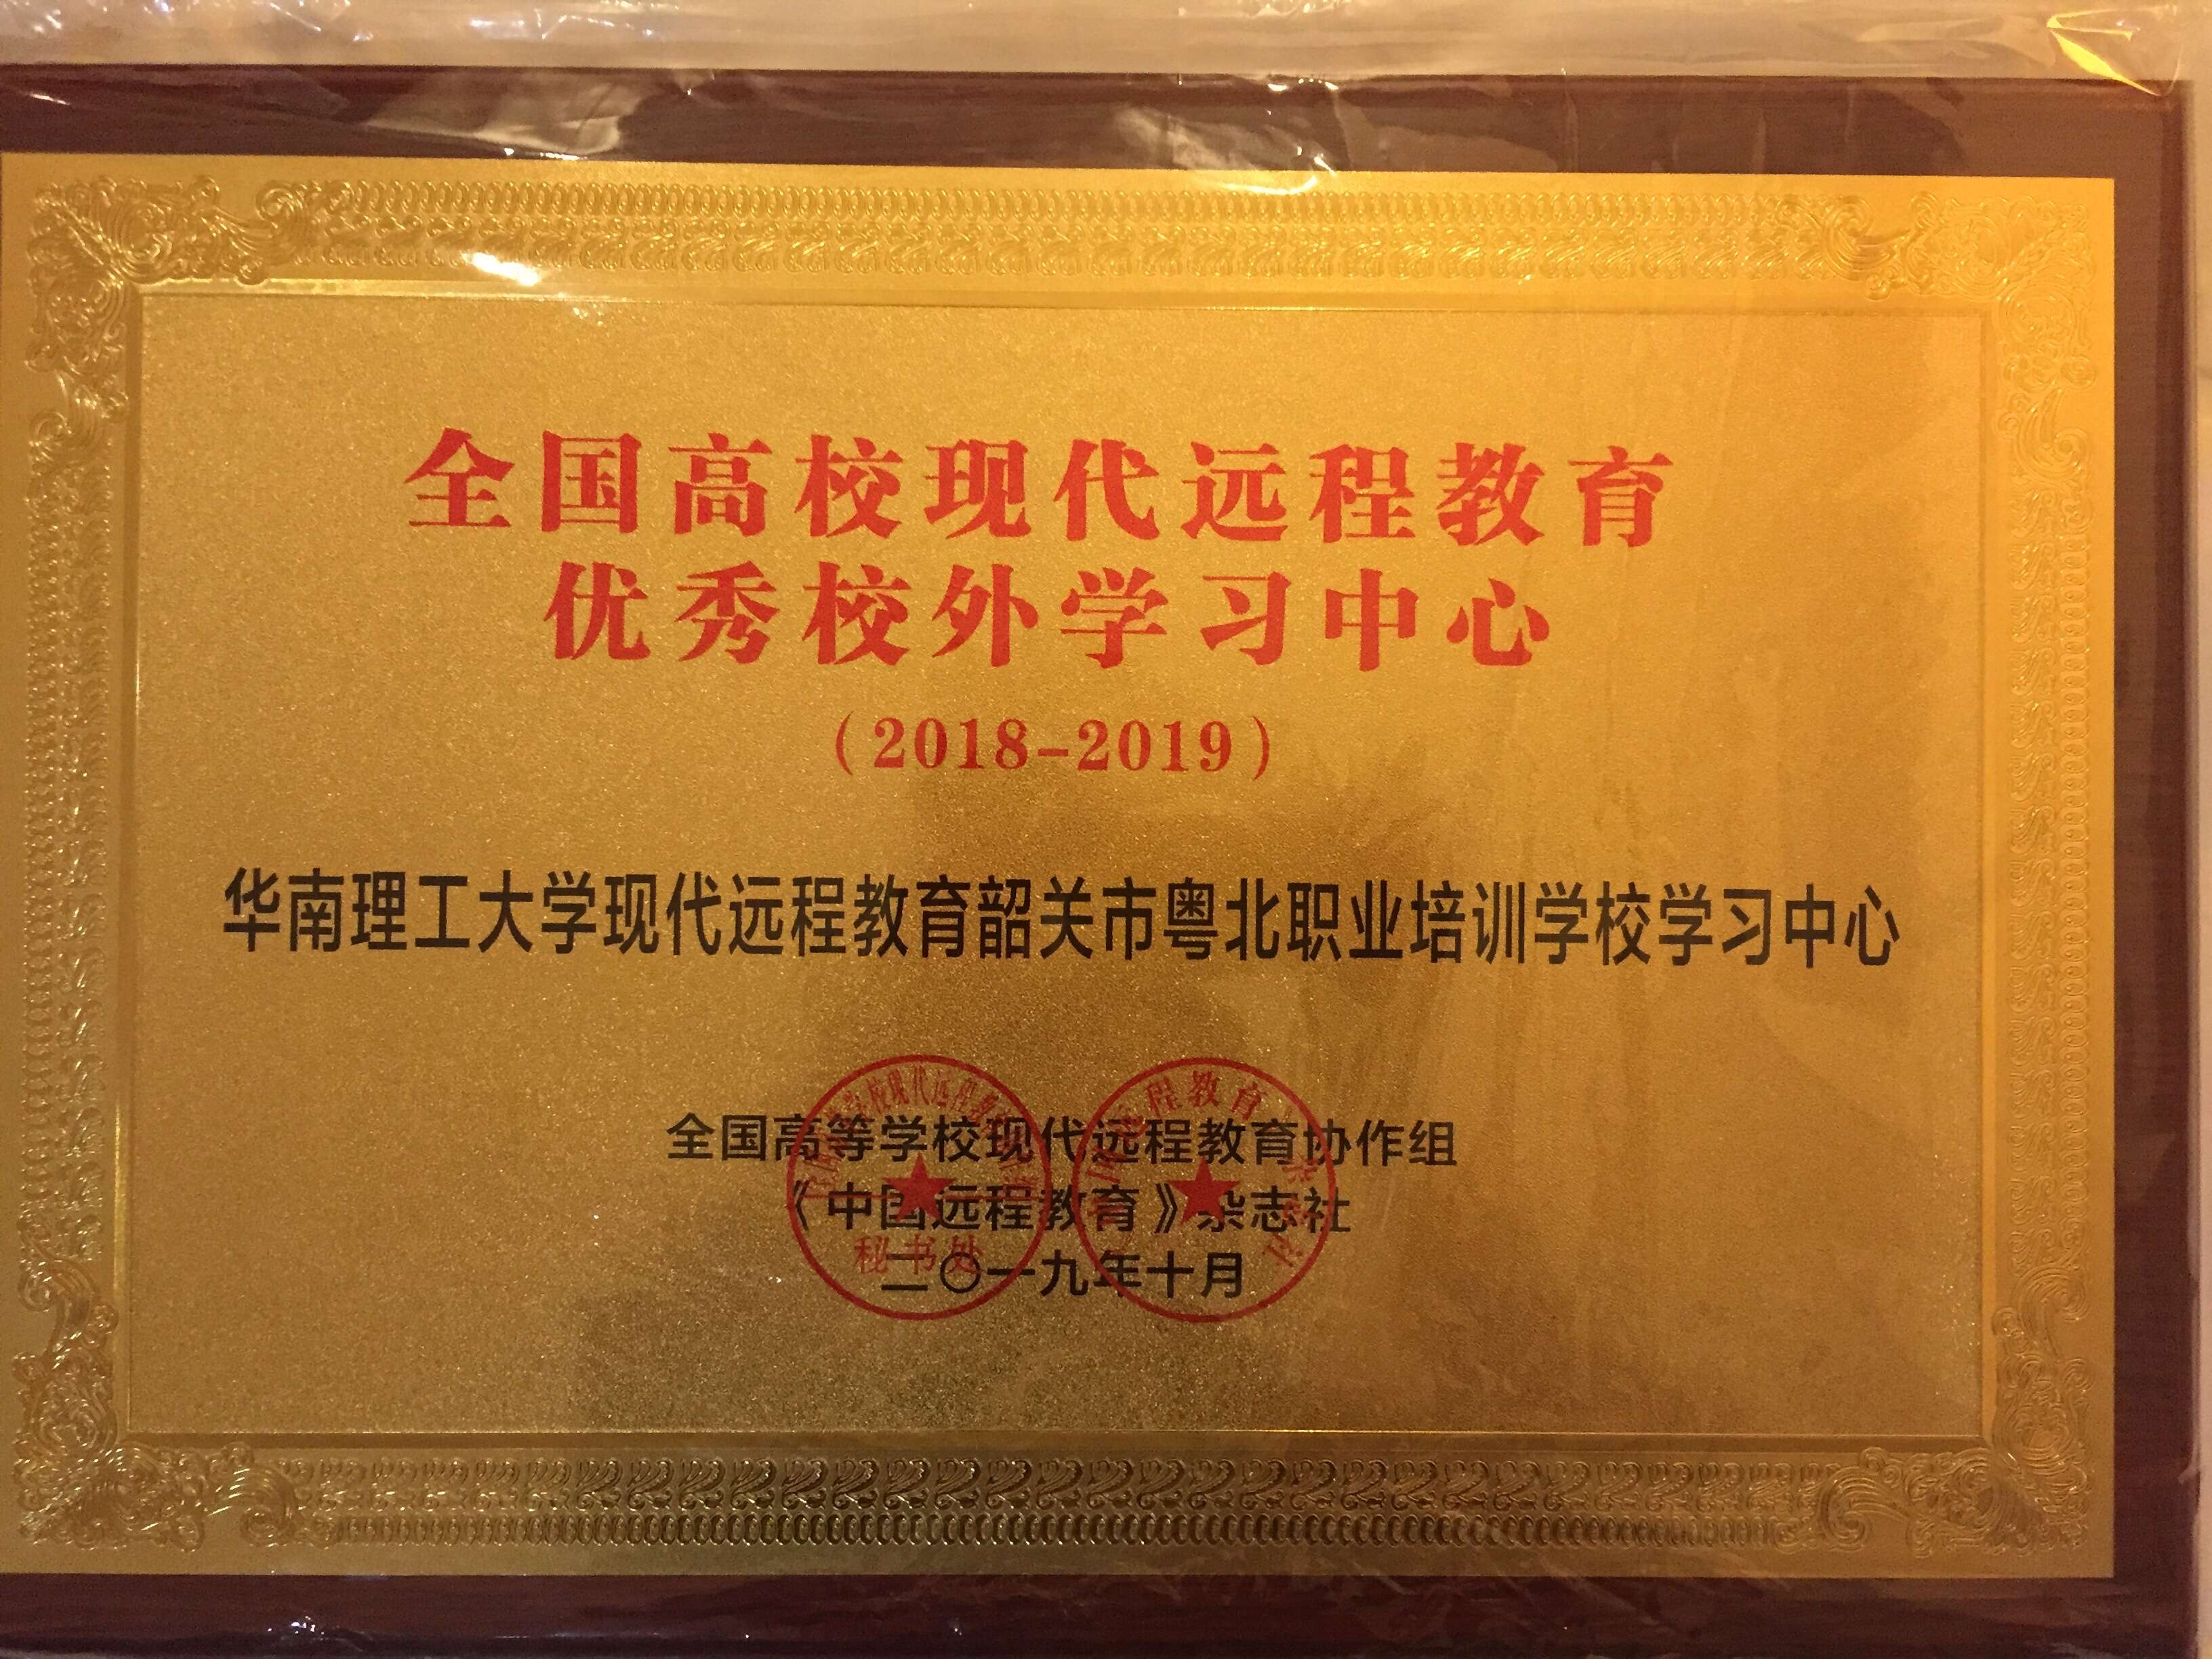 全国高校现代远程教育
优秀校外学习中心
（2018-2019）
华南理工大学现代远程教育韶关市粤北职业培训学校学习中心
全国高等学校现代远程教育协作组
《中国远程教育》杂志社
二〇一九年十月
秘书处